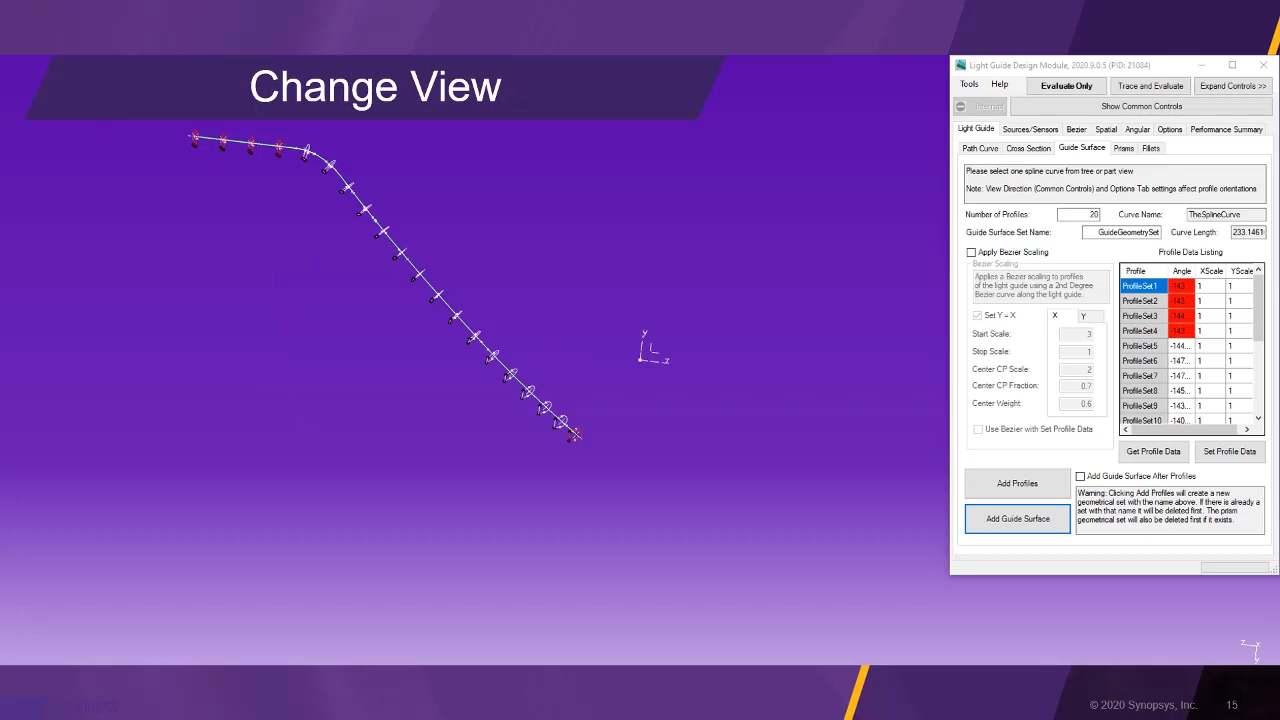 Change View
Light Guide Design Module, 2020.9.0.5 (PID: 21084)
Tools Help Evaluate Only Trace and Evaluate Expand Controls >>
Interrupt Show Common Controls
Light Guide Sources/Sensors Bezier Spatial Angular Options Performance Summary
Path Curve Cross Section Guide Surface Prisms Fillets
Please select one spline curve from tree or part view
Note: View Direction (Common Controls) and Options Tab settings affect profile orientations
Number of Profiles: 20 Curve Name: TheSplineCurve
Guide Surface Set Name: GuideGeometrySet Curve Length: 233.1461
Apply Bezier Scaling Profile Data Listing
Bezier Scaling
Applies a Bezier scaling to profiles
of the light guide using a 2nd Degree
Bezier curve along the light guide.
Set Y = X X Y
Start Scale: 3
Stop Scale: 1
Center CP Scale: 2
Center CP Fraction: 0.7
Center Weight: 0.6
Use Bezier with Set Profile Data
Profile Angle XScale YScale
ProfileSet1 -143 1 1
ProfileSet2 -143 1 1
ProfileSet3 -144 1 1
ProfileSet4 -143 1 1
ProfileSet5 -144... 1 1
ProfileSet6 -147... 1 1
ProfileSet7 -147... 1 1
ProfileSet8 -145... 1 1
ProfileSet9 -143... 1 1
ProfileSet10 -140... 1 1
Get Profile Data Set Profile Data
Add Profiles Add Guide Surface After Profiles
Add Guide Surface
Warning: Clicking Add Profiles will create a new
geometrical set with the name above. If there is already a
set with that name it will be deleted first. The prism
geometrical set will also be deleted first if it exists.
y
x
z x
y
© 2020 Synopsys, Inc. 15